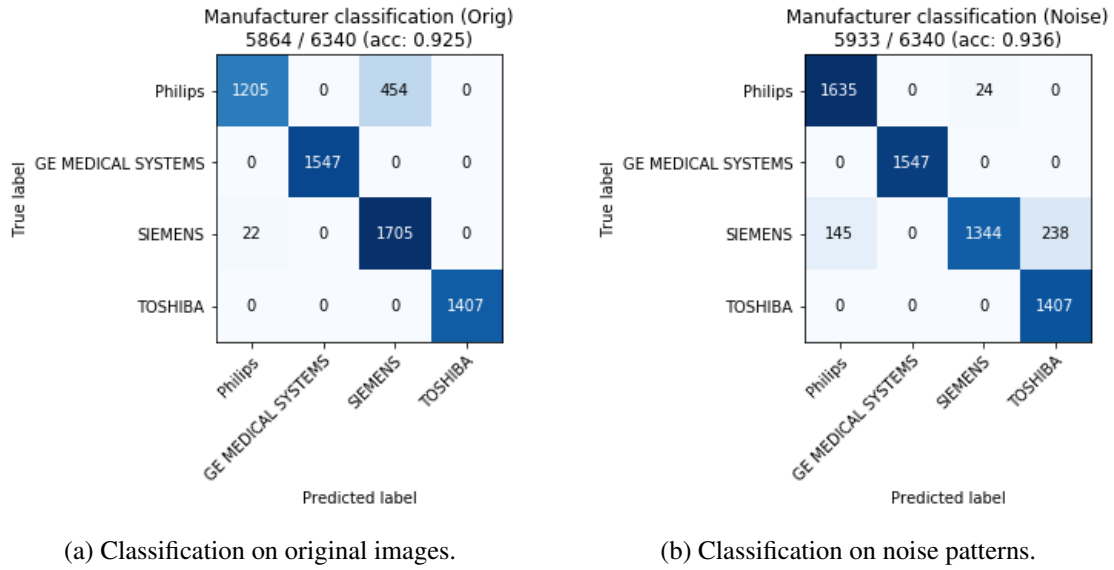 Manufacturer classification (Orig)
5864 / 6340 (acc: 0.925)
True label
Philips
1205 0 454 0
GE MEDICAL SYSTEMS
0 1547 0 0
SIEMENS
22 0 1705 0
TOSHIBA
0 0 0 1407
Philips
GE MEDICAL SYSTEMS
SIEMENS
TOSHIBA
Predicted label
(a) Classification on original images.
Manufacturer classification (Noise)
5933 / 6340 (acc: 0.936)
True label
Philips
1635 0 24 0
GE MEDICAL SYSTEMS
0 1547 0 0
SIEMENS
145 0 1344 238
TOSHIBA
0 0 0 1407
Philips
GE MEDICAL SYSTEMS
SIEMENS
TOSHIBA
Predicted label
(b) Classification on noise patterns.